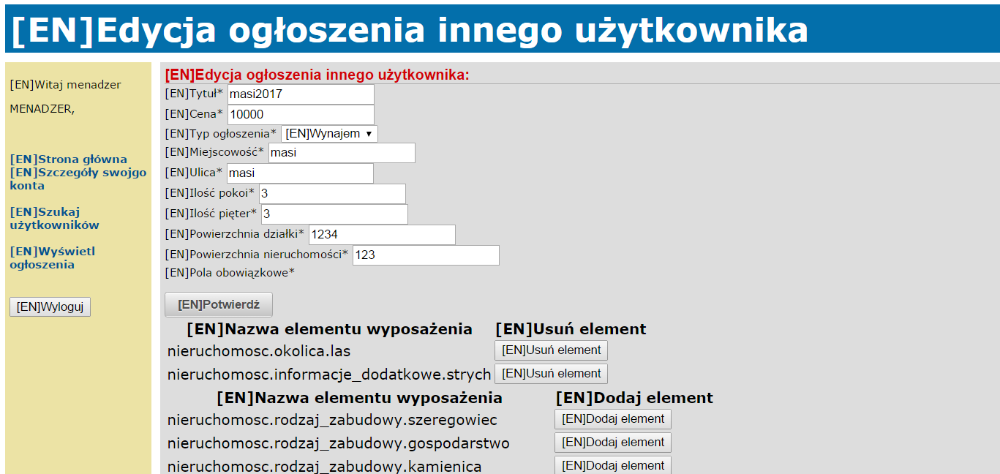 [EN]Edycja ogłoszenia innego użytkownika
[EN]Witaj menadzer
MENADZER,
[EN]Strona główna
[EN]Szczegóły swojgo
konta
[EN]Szukaj
użytkowników
[EN]Wyświetl
ogłoszenia
[EN]Wyloguj
[EN]Edycja ogłoszenia innego użytkownika:
[EN]Tytuł* masi2017
[EN]Cena* 10000
[EN]Typ ogłoszenia* [EN]Wynajem
[EN]Miejscowość* masi
[EN]Ulica* masi
[EN]Ilość pokoi* 3
[EN]Ilość pięter* 3
[EN]Powierzchnia działki* 1234
[EN]Powierzchnia nieruchomości* 123
[EN]Pola obowiązkowe*
[EN]Potwierdź
[EN]Nazwa elementu wyposażenia [EN]Usuń element
nieruchomosc.okolica.las [EN]Usuń element
nieruchomosc.informacje_dodatkowe.strych [EN]Usuń element
[EN]Nazwa elementu wyposażenia [EN]Dodaj element
nieruchomosc.rodzaj_zabudowy.szeregowiec [EN]Dodaj element
nieruchomosc.rodzaj_zabudowy.gospodarstwo [EN]Dodaj element
nieruchomosc.rodzaj_zabudowy.kamienica [EN]Dodaj element